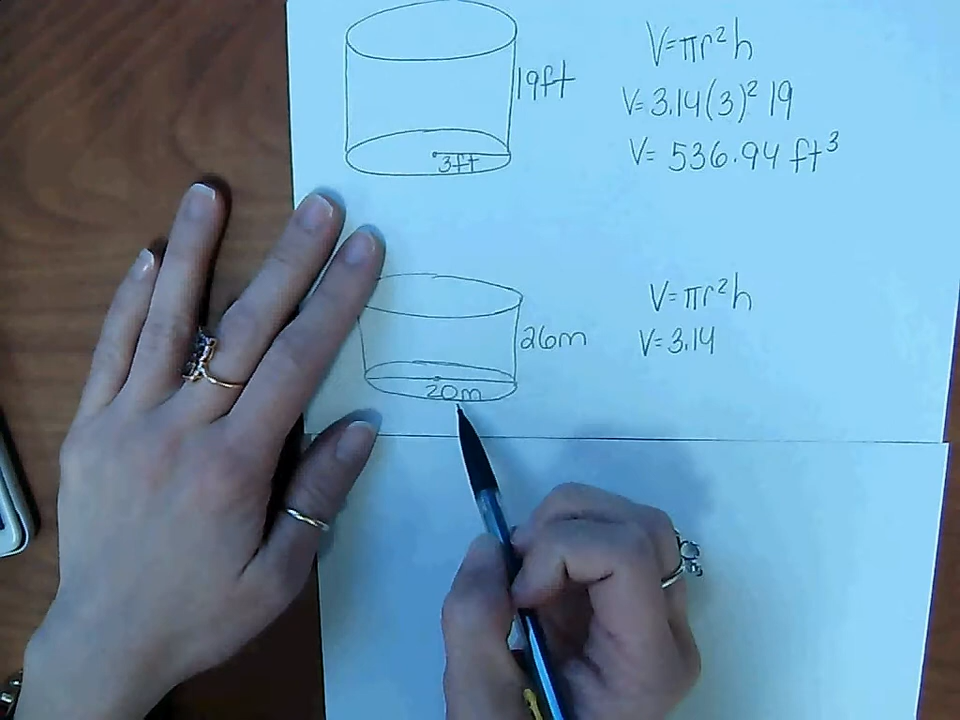 19ft
3ft
V=πr²h
V=3.14(3)² 19
V= 536.94 ft³
26m
20m
V=πr²h
V=3.14